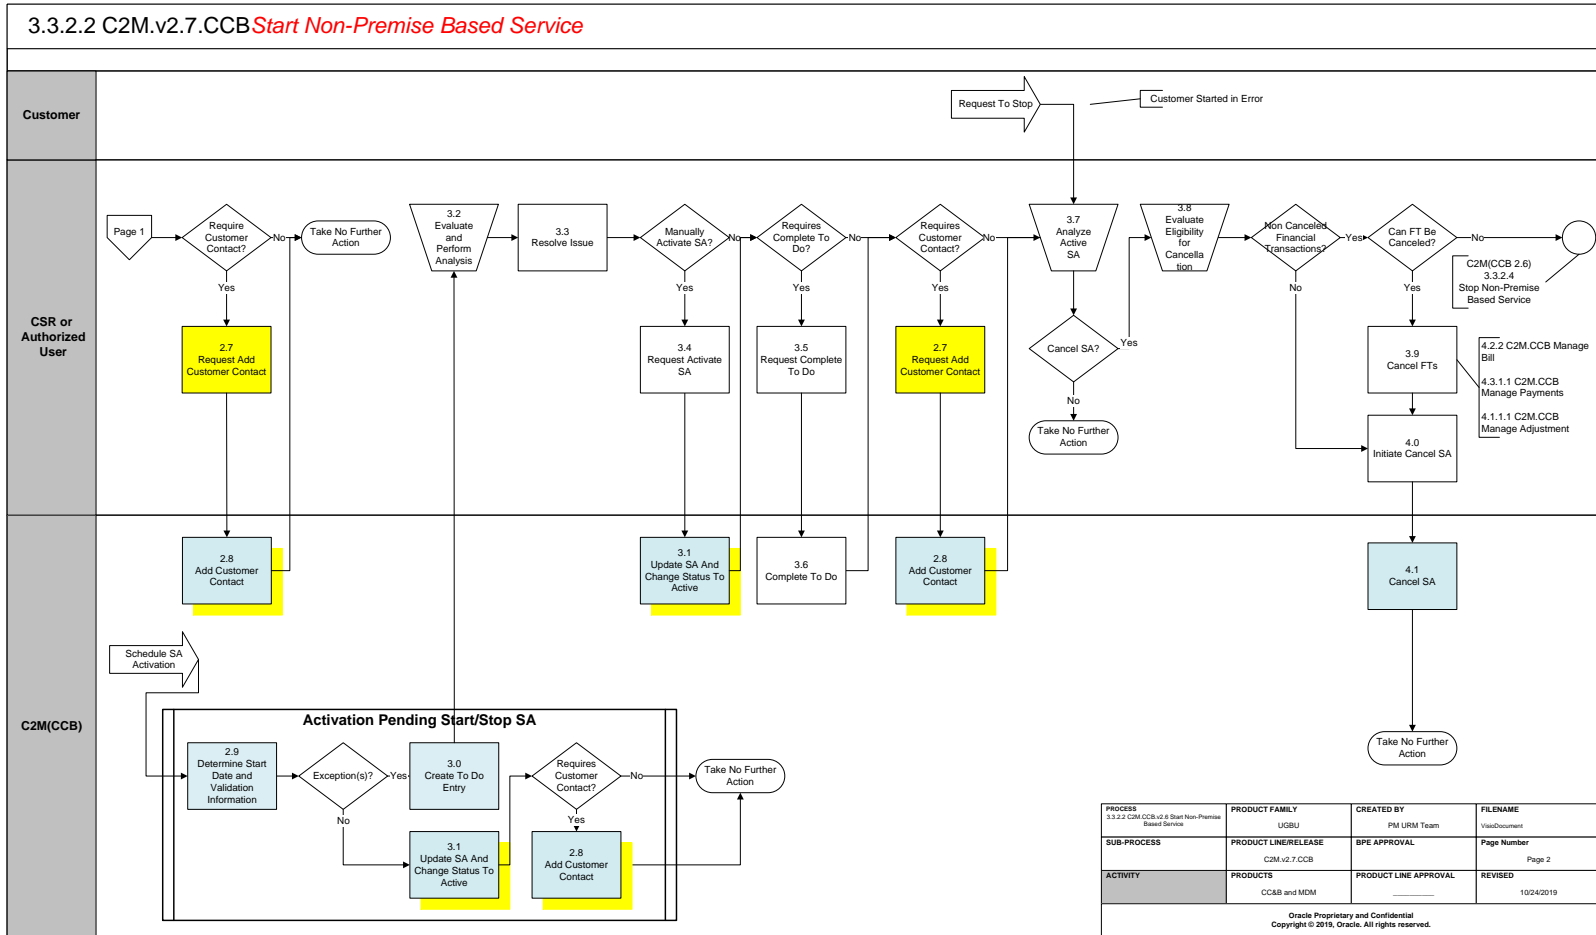 3.3.2.2 C2M.v2.7.CCB Start Non-Premise Based Service
Customer
Request To Stop
Customer Started in Error
CSR or
Authorized
User
Page 1
Require
Customer
Contact?
No
Take No Further
Action
Yes
2.7
Request Add
Customer Contact
3.2
Evaluate
and
Perform
Analysis
3.3
Resolve Issue
Manually
Activate SA?
No
Yes
3.4
Request Activate
SA
Requires
Complete To
Do?
No
Yes
3.5
Request Complete
To Do
Requires
Customer
Contact?
No
Yes
2.7
Request Add
Customer Contact
3.7
Analyze
Active
SA
Cancel SA?
Yes
No
Take No Further
Action
3.8
Evaluate
Eligibility
for
Cancella
tion
Non Canceled
Financial
Transactions?
Yes
No
Can FT Be
Canceled?
No
Yes
C2M(CCB 2.6)
3.3.2.4
Stop Non-Premise
Based Service
3.9
Cancel FTs
4.2.2 C2M.CCB Manage
Bill
4.3.1.1 C2M.CCB
Manage Payments
4.1.1.1 C2M.CCB
Manage Adjustment
4.0
Initiate Cancel SA
C2M(CCB)
2.8
Add Customer
Contact
3.1
Update SA And
Change Status To
Active
3.6
Complete To Do
2.8
Add Customer
Contact
4.1
Cancel SA
Take No Further
Action
Schedule SA
Activation
Activation Pending Start/Stop SA
2.9
Determine Start
Date and
Validation
Information
Exception(s)?
Yes
No
3.0
Create To Do
Entry
3.1
Update SA And
Change Status To
Active
Requires
Customer
Contact?
No
Yes
2.8
Add Customer
Contact
Take No Further
Action
PROCESS
3.3.2.2 C2M.CCB.v2.6 Start Non-Premise
Based Service
PRODUCT FAMILY
UGBU
CREATED BY
PM URM Team
FILENAME
VisioDocument
SUB-PROCESS
PRODUCT LINE/RELEASE
C2M.v2.7.CCB
BPE APPROVAL
Page Number
Page 2
ACTIVITY
PRODUCTS
CC&B and MDM
PRODUCT LINE APPROVAL
___________
REVISED
10/24/2019
Oracle Proprietary and Confidential
Copyright © 2019, Oracle. All rights reserved.